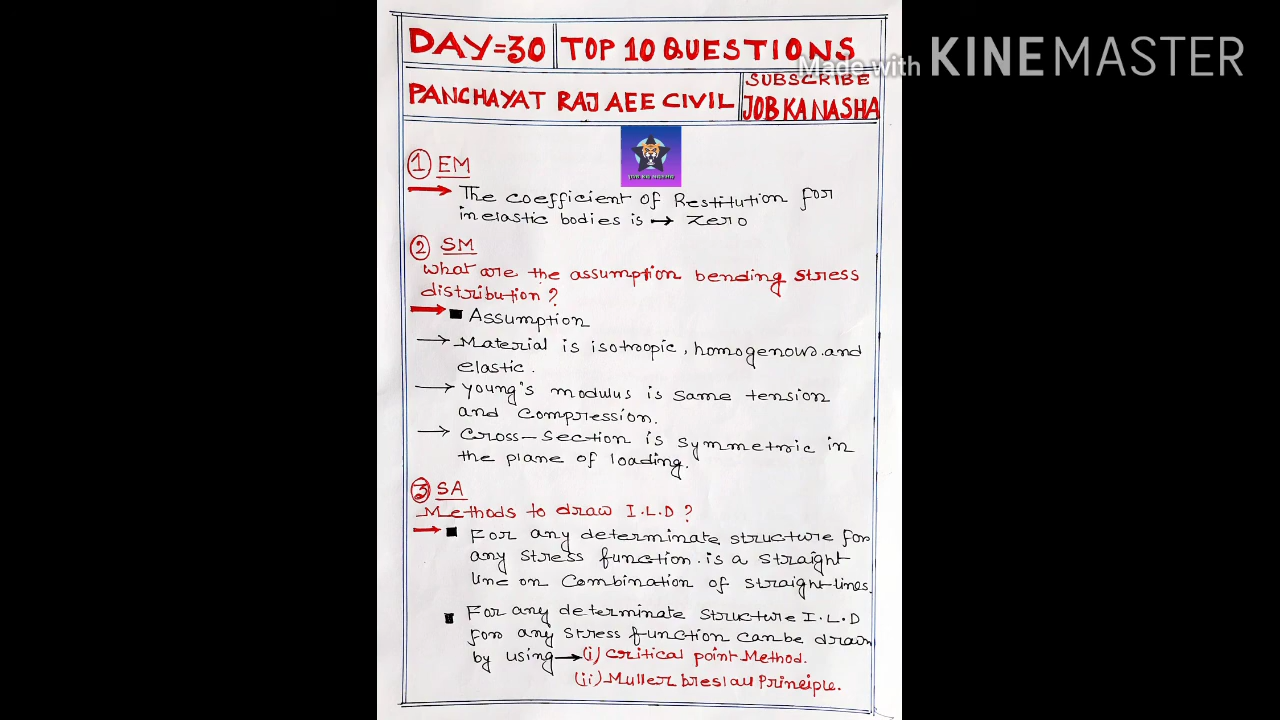 DAY=30 TOP 10 QUESTIONS
Made with KINEMASTER
PANCHAYAT RAJ AEE CIVIL
SUBSCRIBE
JOB KA NASHA
1 EM
→ The coefficient of Restitution for
inelastic bodies is → Zero
2 SM
What are the assumption bending stress
distribution?
→ ■ Assumption
→ Material is isotropic, homogenous.and
elastic.
→ Young's modulus is same tension
and compression.
→ Cross-section is symmetric in
the plane of loading.
3 SA
Methods to draw I.L.D?
→ ■ For any determinate structure for
any stress function.is a straight
line on combination of straight-lines.
■ For any determinate structure I.L.D
for any stress function can be drawn
by using → (i) critical point Method.
(ii) Muller breslau Principle.